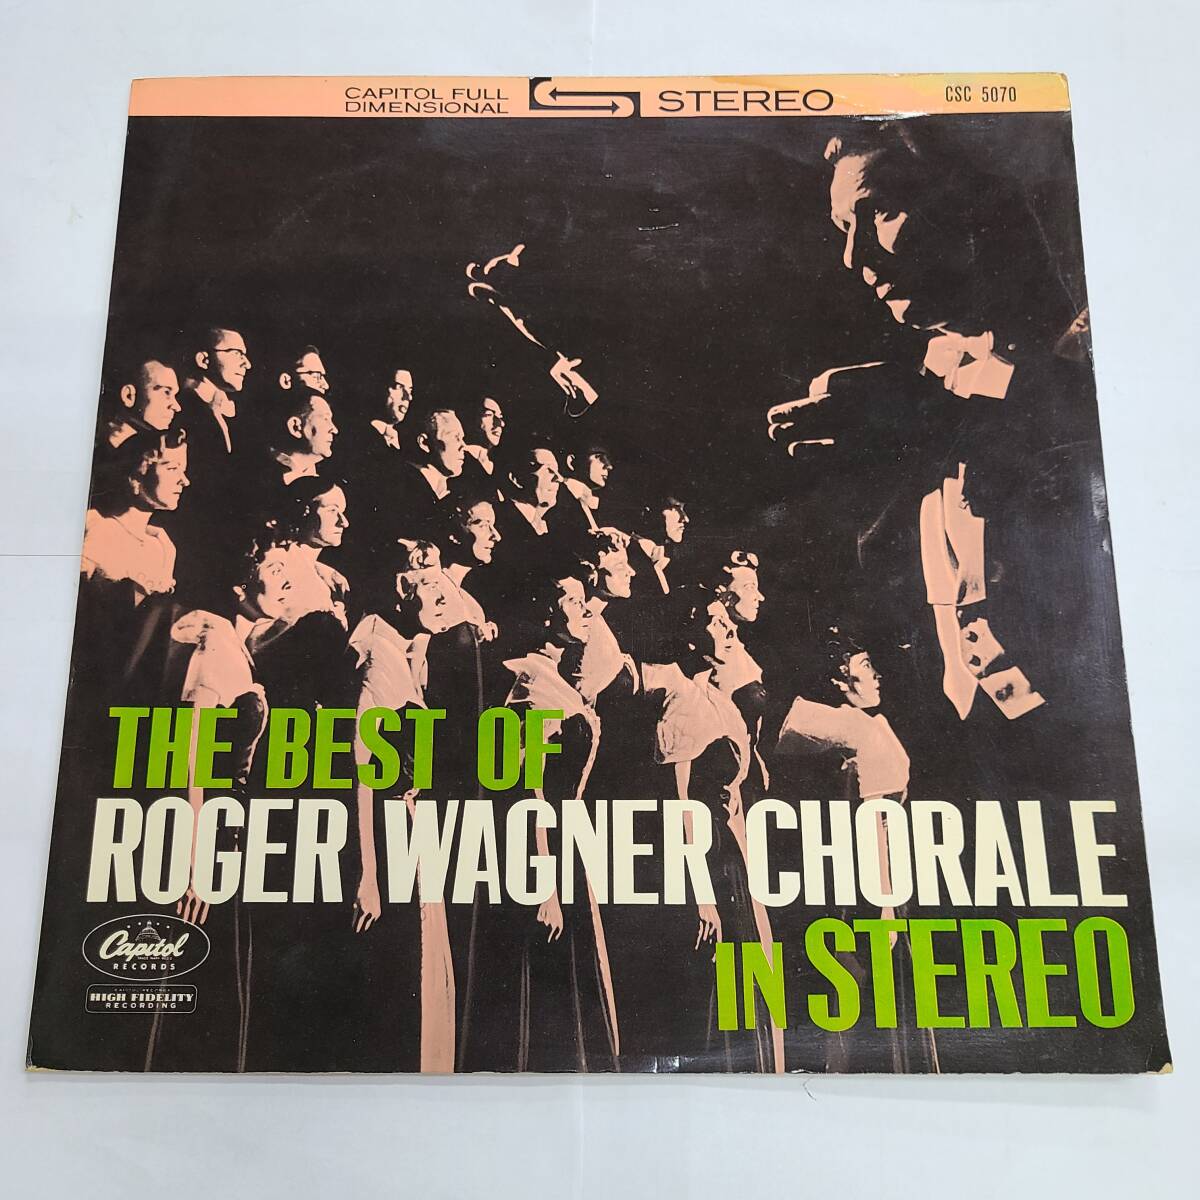 CAPITOL FULL
DIMENSIONAL
STEREO
CSC 5070
THE BEST OF
ROGER WAGNER CHORALE
IN STEREO
Capitol
RECORDS
HIGH FIDELITY
RECORDING